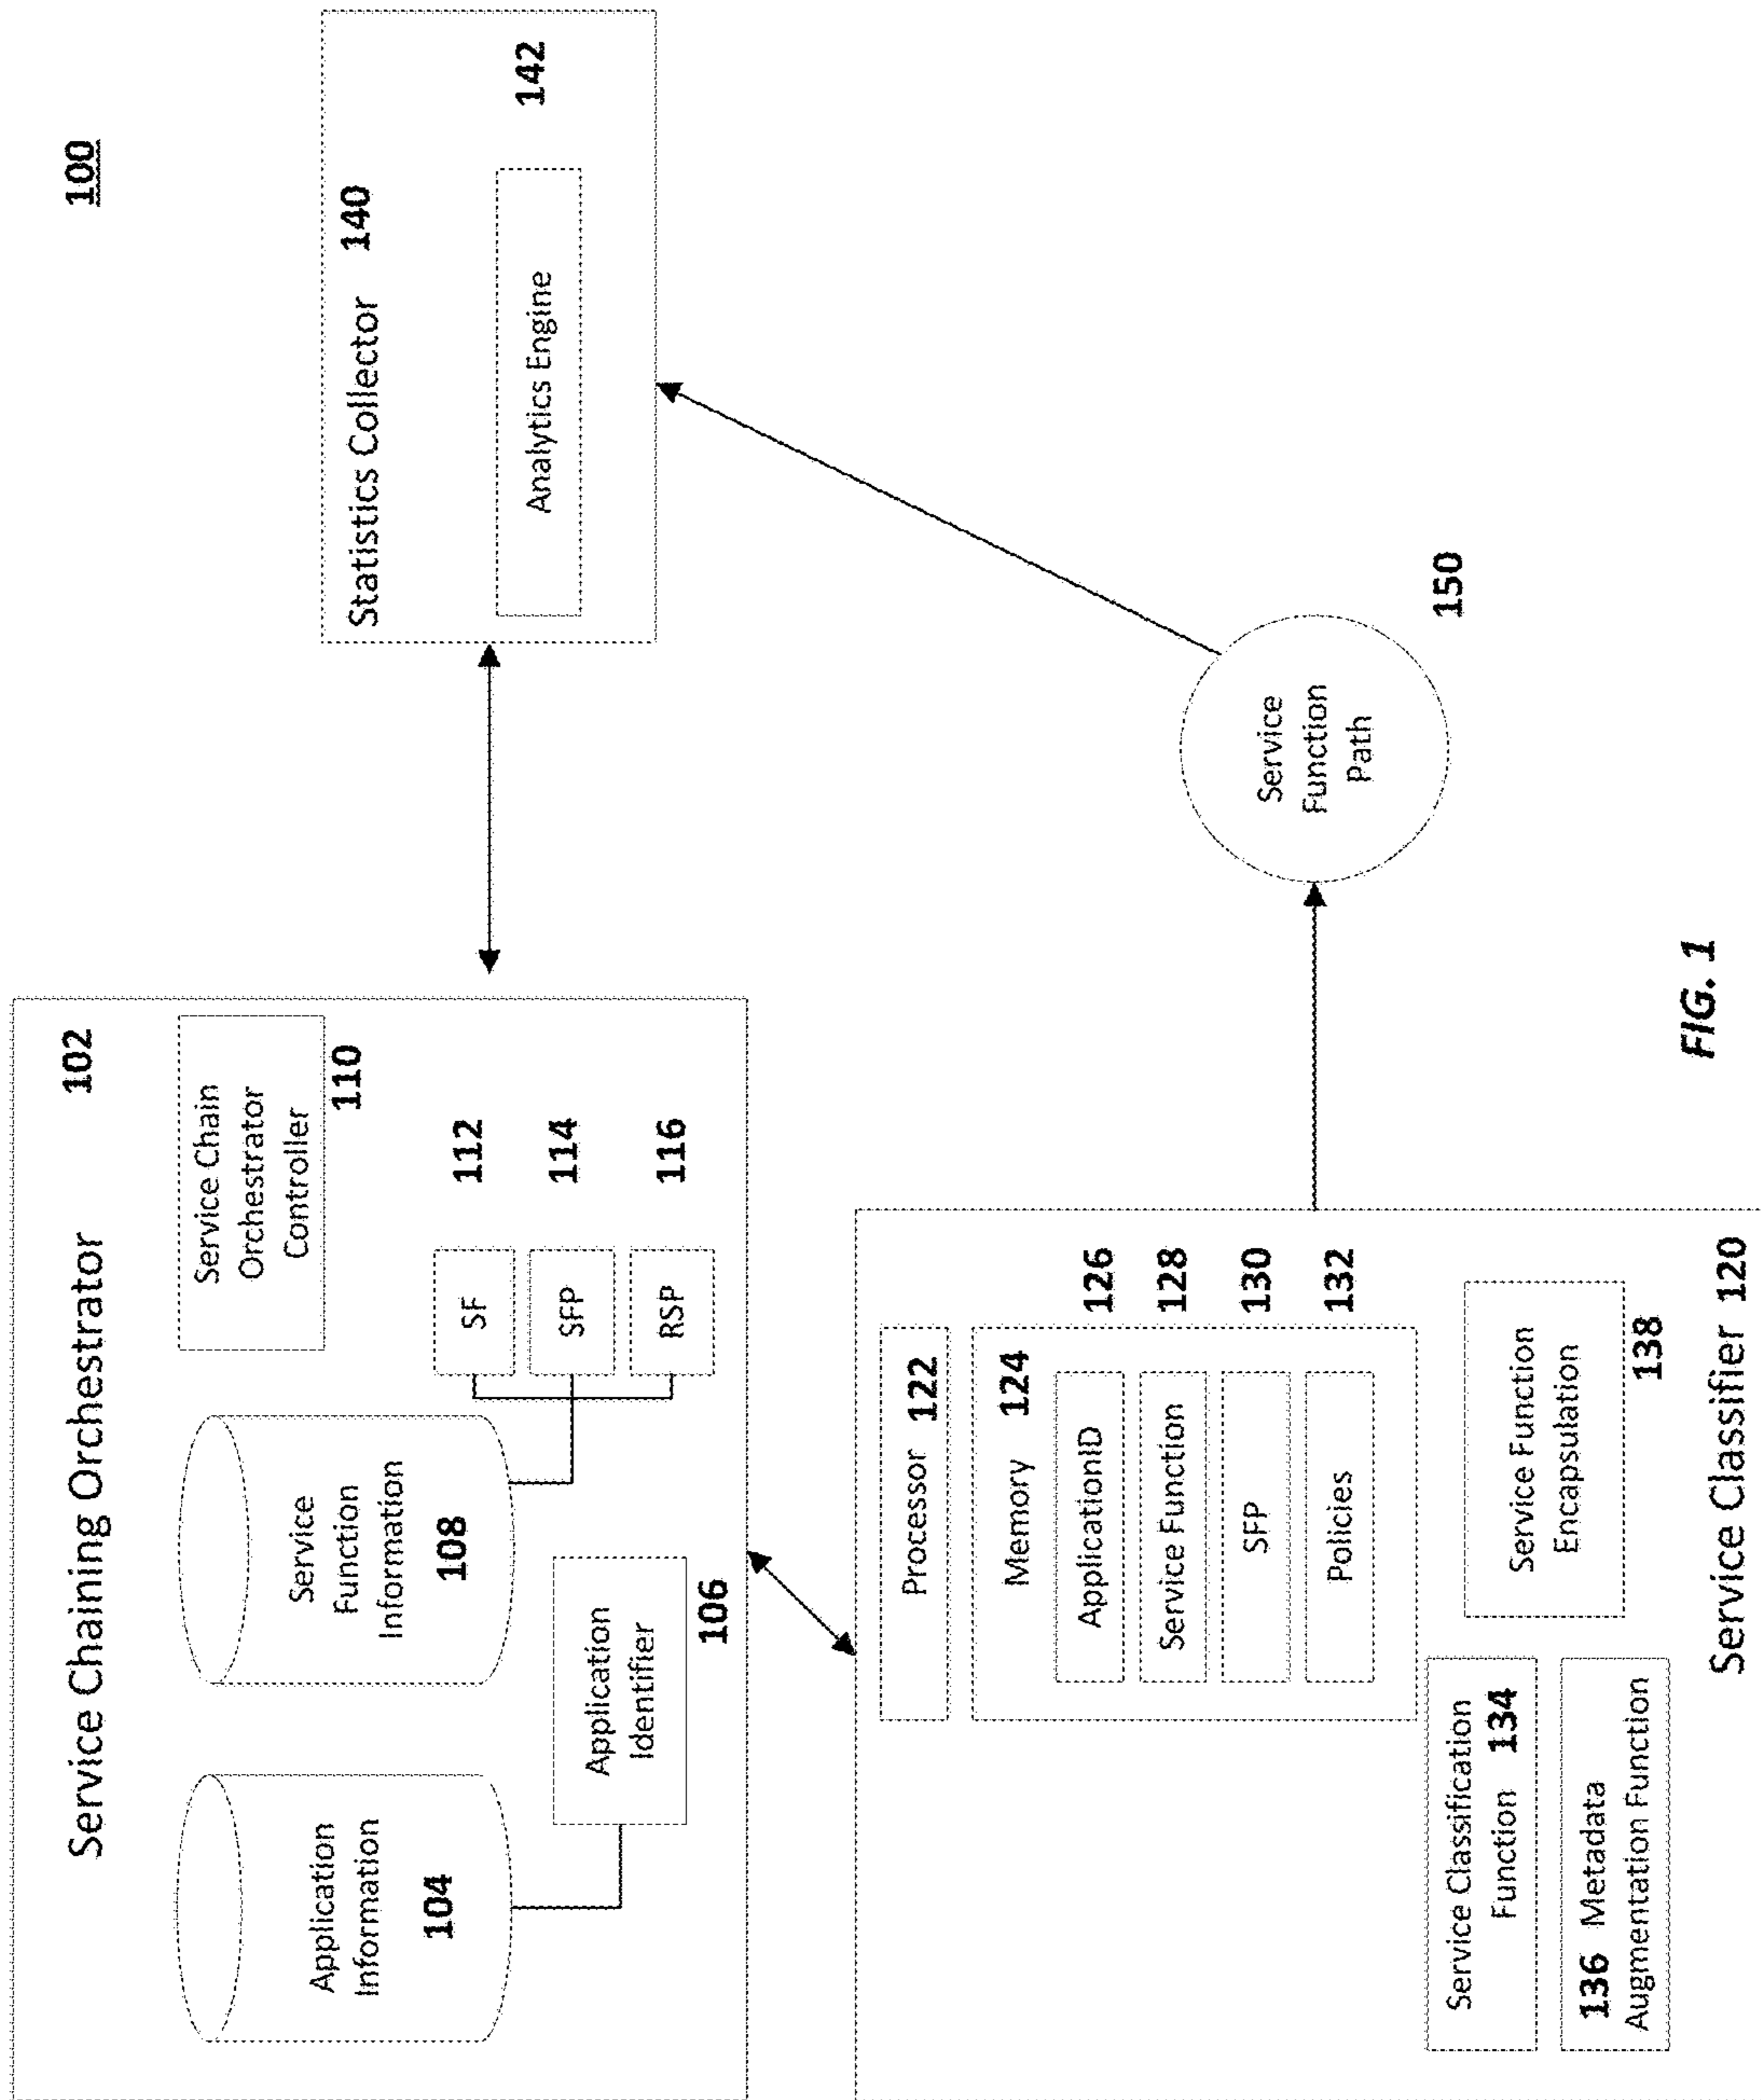 100
Service Chaining Orchestrator 102
Application
Information
104
Service
Function
Information
108
Service Chain
Orchestrator
Controller
110
Application
Identifier
106
SF 112
SFP 114
RSP 116
Statistics Collector 140
Analytics Engine
142
Processor 122
Memory 124
ApplicationID 126
Service Function 128
SFP 130
Policies 132
Service Classification
Function 134
136 Metadata
Augmentation Function
Service Function
Encapsulation
138
Service Classifier 120
Service
Function
Path
150
FIG. 1